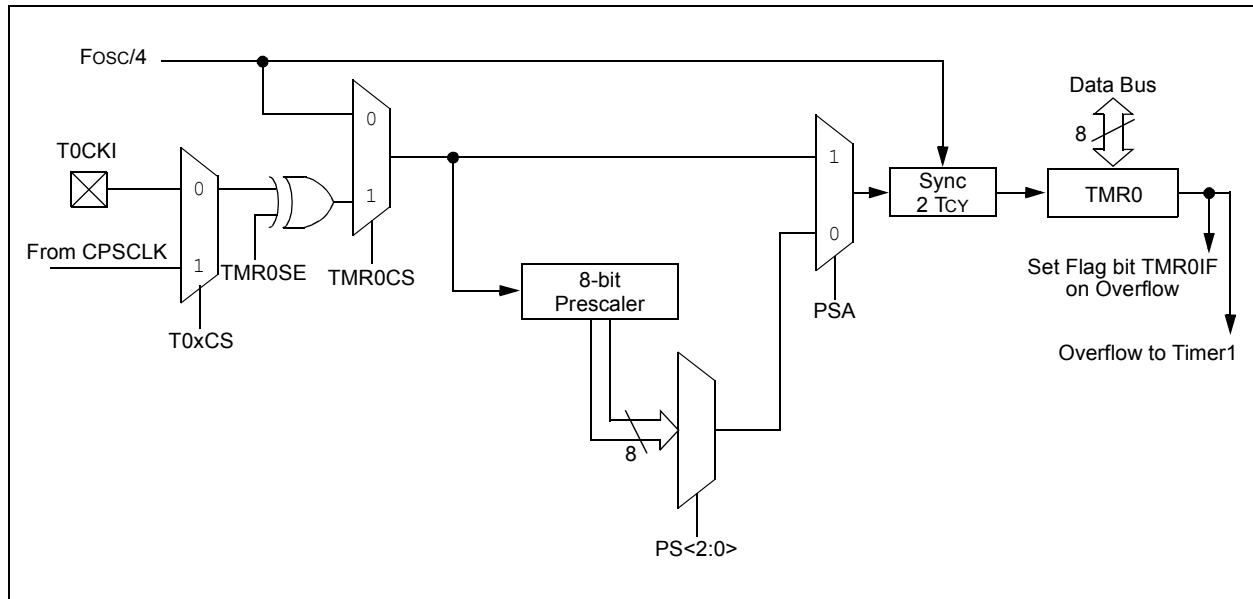 FOSC/4
Data Bus
8
T0CKI
0
1
0
1
1
0
Sync
2 TCY
TMR0
From CPSCLK
TMR0SE
TMR0CS
T0xCS
8-bit
Prescaler
PSA
Set Flag bit TMR0IF
on Overflow
Overflow to Timer1
8
PS<2:0>